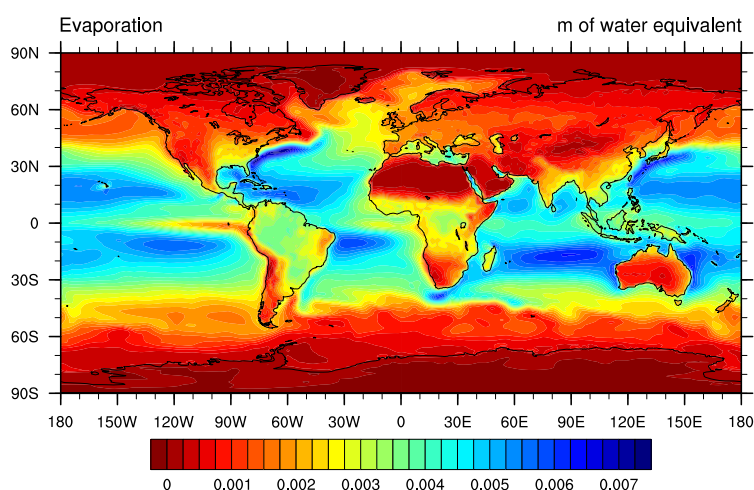 Evaporation m of water equivalent
90N
60N
30N
0
30S
60S
90S
180 150W 120W 90W 60W 30W 0 30E 60E 90E 120E 150E 180
0 0.001 0.002 0.003 0.004 0.005 0.006 0.007